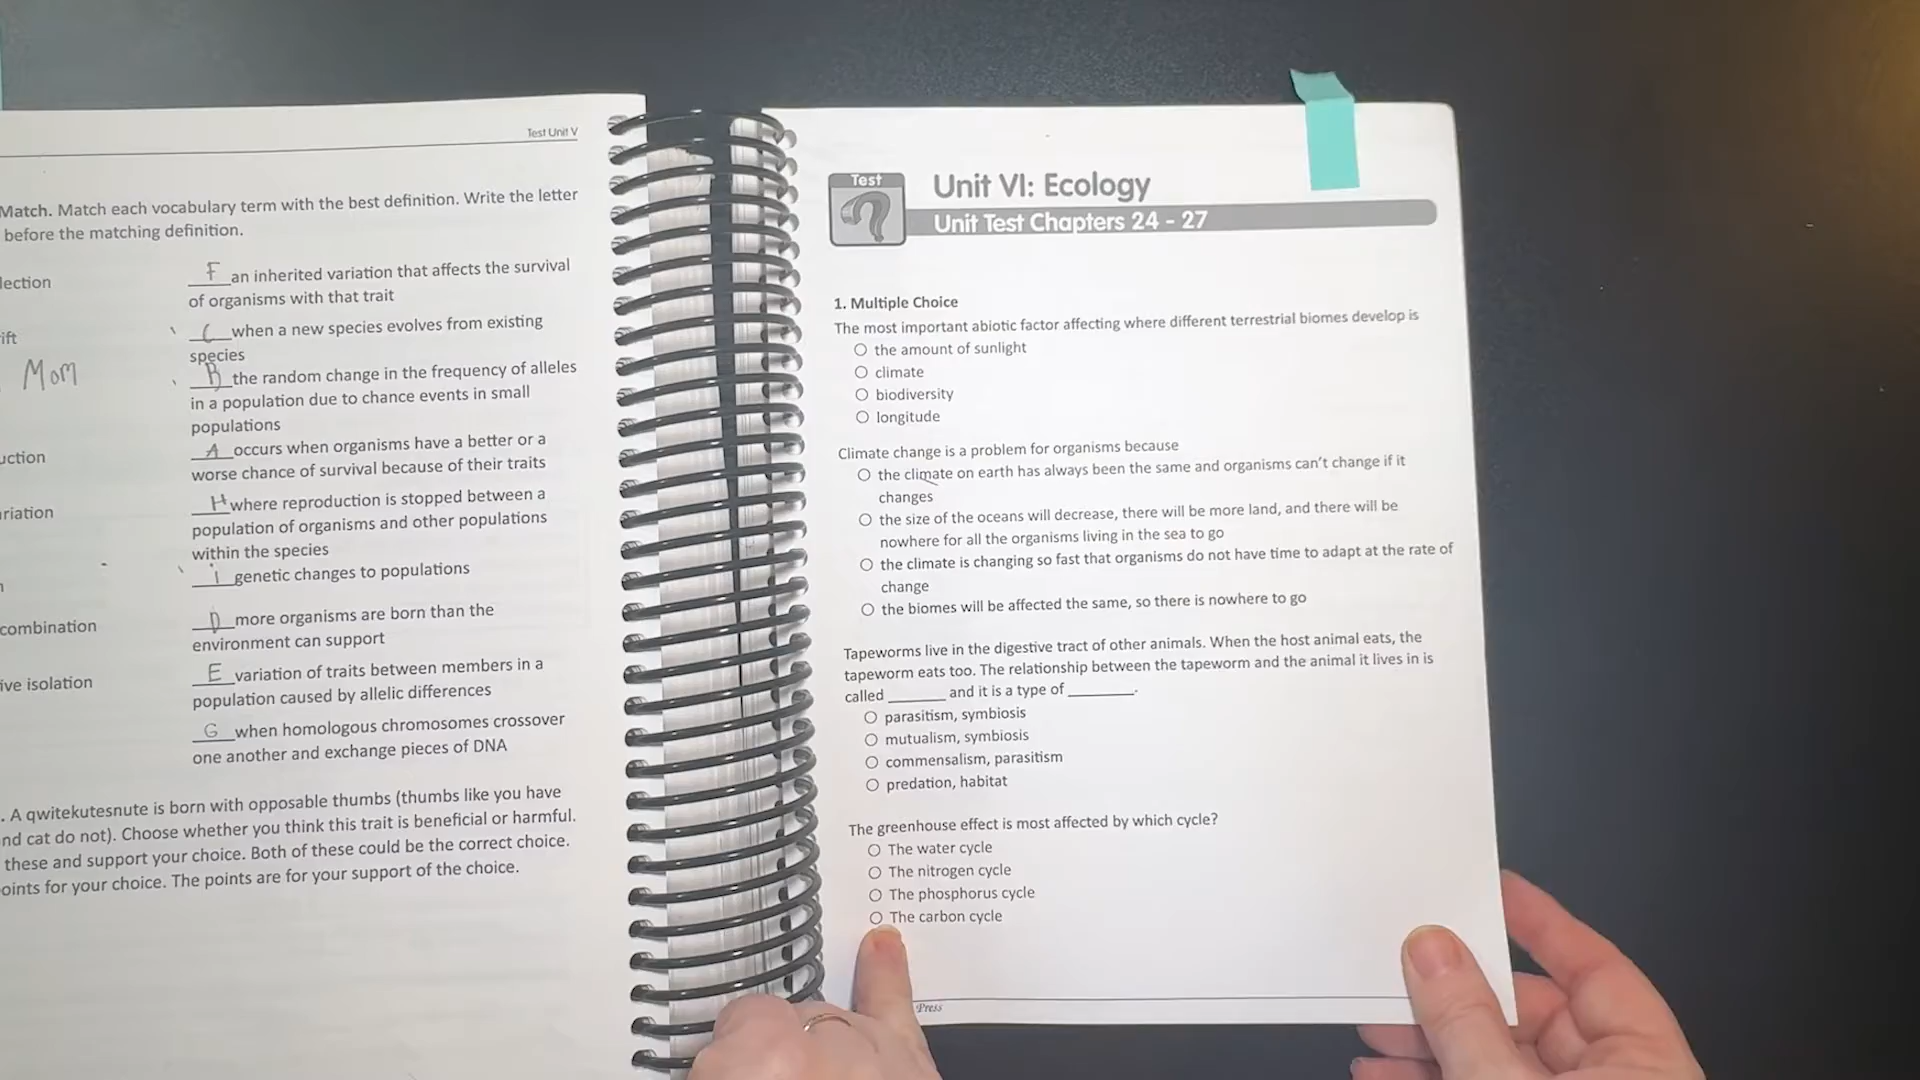 Test Unit V
Match. Match each vocabulary term with the best definition. Write the letter
before the matching definition.
lection
F an inherited variation that affects the survival
of organisms with that trait
ift
C when a new species evolves from existing
species
Mom
B the random change in the frequency of alleles
in a population due to chance events in small
populations
uction
A occurs when organisms have a better or a
worse chance of survival because of their traits
riation
H where reproduction is stopped between a
population of organisms and other populations
within the species
i genetic changes to populations
combination
D more organisms are born than the
environment can support
ive isolation
E variation of traits between members in a
population caused by allelic differences
G when homologous chromosomes crossover
one another and exchange pieces of DNA
. A qwitekutesnute is born with opposable thumbs (thumbs like you have
nd cat do not). Choose whether you think this trait is beneficial or harmful.
these and support your choice. Both of these could be the correct choice.
oints for your choice. The points are for your support of the choice.
Test
Unit VI: Ecology
Unit Test Chapters 24 - 27
1. Multiple Choice
The most important abiotic factor affecting where different terrestrial biomes develop is
the amount of sunlight
climate
biodiversity
longitude
Climate change is a problem for organisms because
the climate on earth has always been the same and organisms can't change if it
changes
the size of the oceans will decrease, there will be more land, and there will be
nowhere for all the organisms living in the sea to go
the climate is changing so fast that organisms do not have time to adapt at the rate of
change
the biomes will be affected the same, so there is nowhere to go
Tapeworms live in the digestive tract of other animals. When the host animal eats, the
tapeworm eats too. The relationship between the tapeworm and the animal it lives in is
called ______ and it is a type of ________.
parasitism, symbiosis
mutualism, symbiosis
commensalism, parasitism
predation, habitat
The greenhouse effect is most affected by which cycle?
The water cycle
The nitrogen cycle
The phosphorus cycle
The carbon cycle
Press